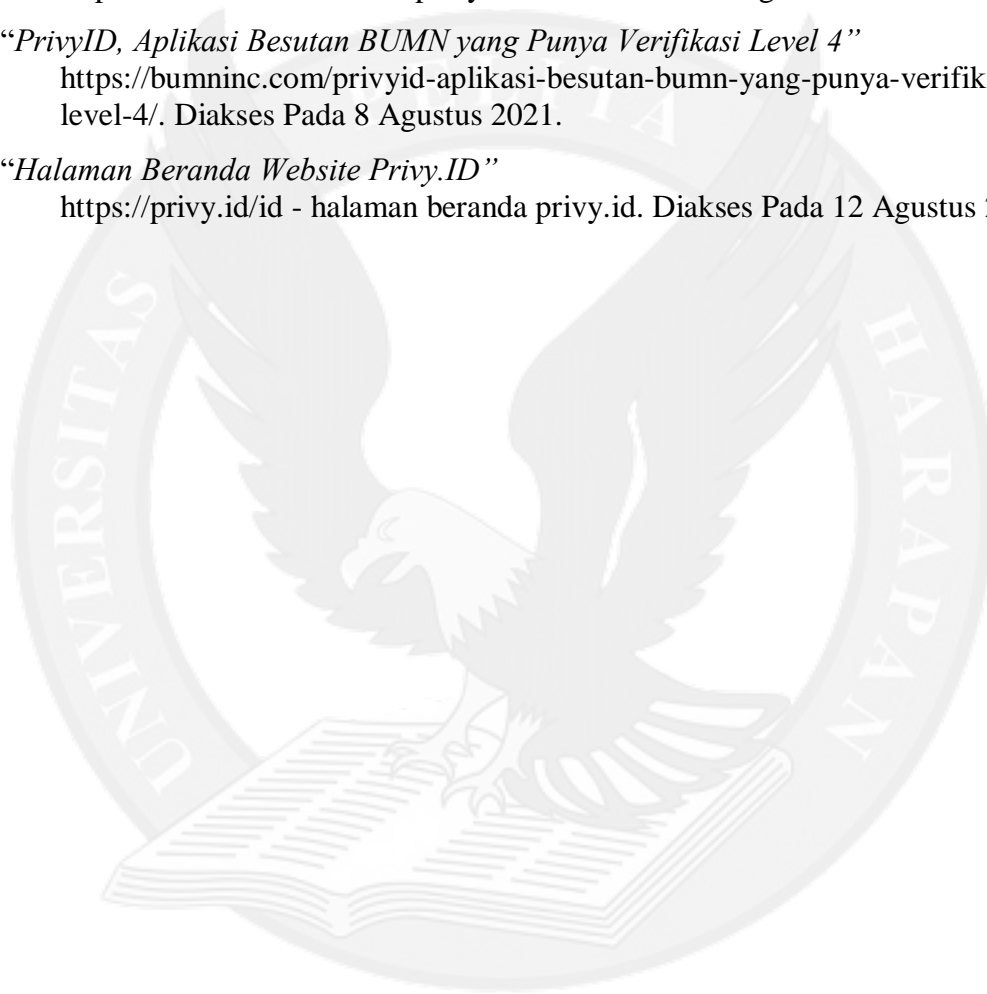 “PrivyID, Aplikasi Besutan BUMN yang Punya Verifikasi Level 4”
https://bumninc.com/privyid-aplikasi-besutan-bumn-yang-punya-verifik
level-4/. Diakses Pada 8 Agustus 2021.
“Halaman Beranda Website Privy.ID”
https://privy.id/id - halaman beranda privy.id. Diakses Pada 12 Agustus
UNIVERSITAS PELITA HARAPAN